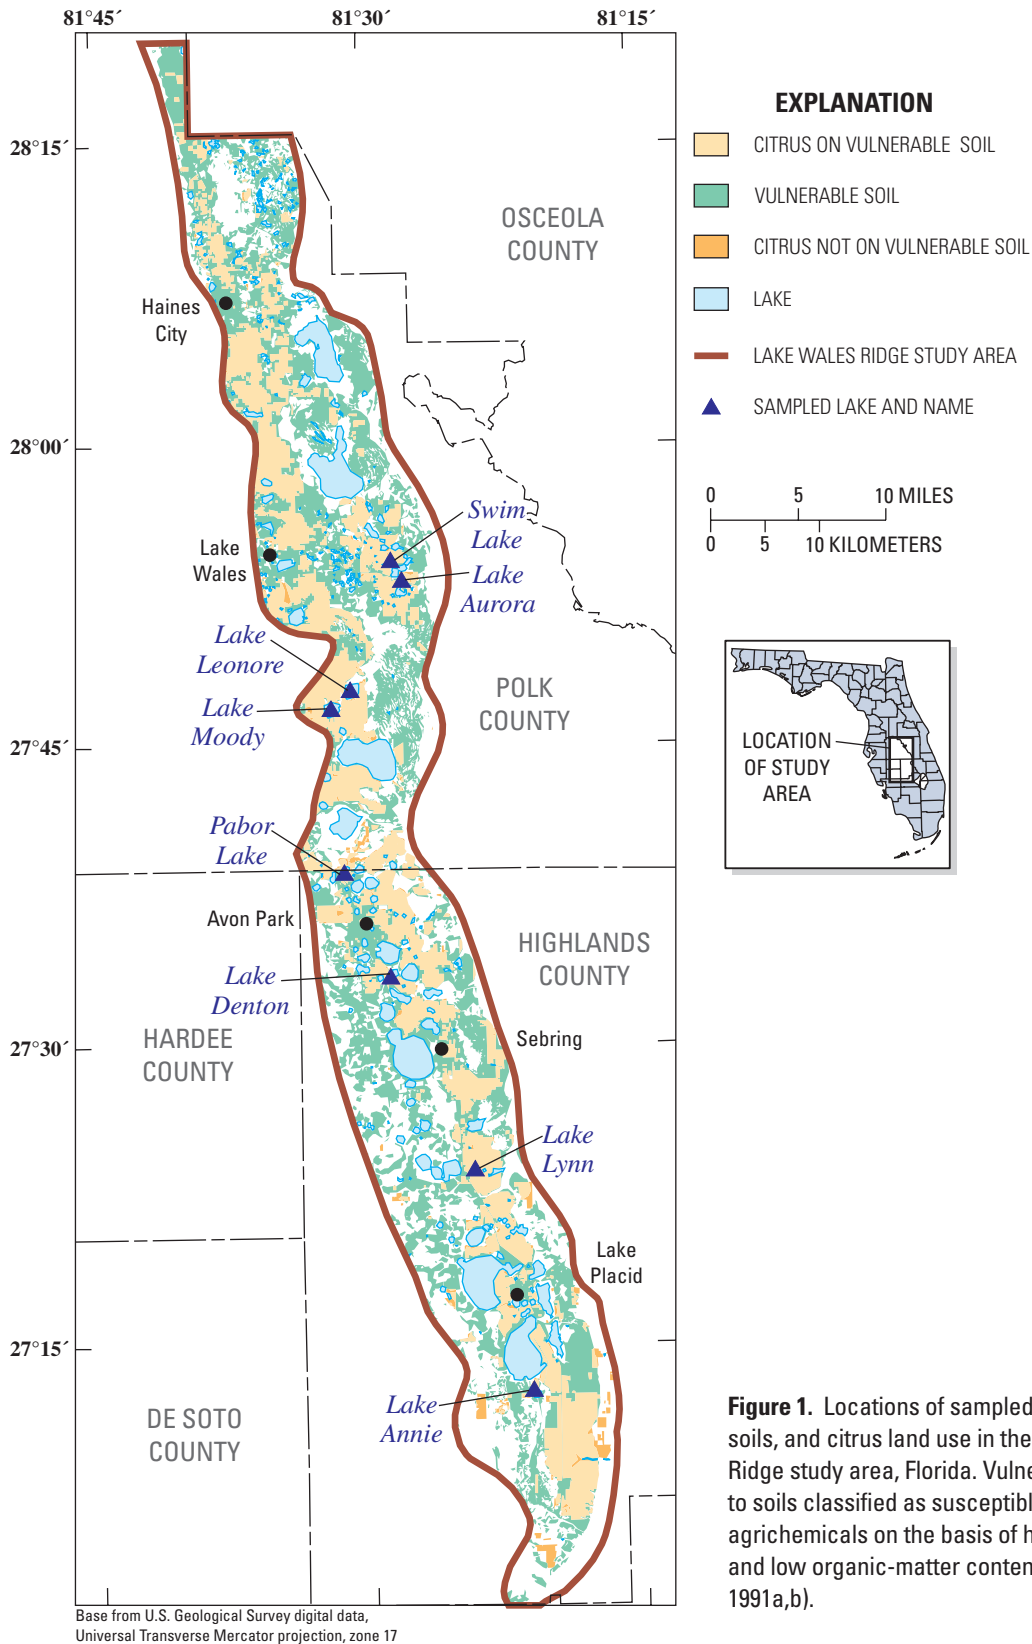 81°45´ 81°30´ 81°15´
28°15´
28°00´
27°45´
27°30´
27°15´
OSCEOLA
COUNTY
Haines
City
Swim
Lake
Lake
Aurora
Lake
Wales
Lake
Leonore
Lake
Moody
POLK
COUNTY
Pabor
Lake
Avon Park
HIGHLANDS
COUNTY
Lake
Denton
HARDEE
COUNTY
Sebring
Lake
Lynn
Lake
Placid
Lake
Annie
DE SOTO
COUNTY
Base from U.S. Geological Survey digital data,
Universal Transverse Mercator projection, zone 17
EXPLANATION
CITRUS ON VULNERABLE SOIL
VULNERABLE SOIL
CITRUS NOT ON VULNERABLE SOIL
LAKE
LAKE WALES RIDGE STUDY AREA
SAMPLED LAKE AND NAME
0 5 10 MILES
0 5 10 KILOMETERS
LOCATION
OF STUDY
AREA
Figure 1. Locations of sampled
soils, and citrus land use in the
Ridge study area, Florida. Vulne
to soils classified as susceptibl
agrichemicals on the basis of h
and low organic-matter conten
1991a,b).